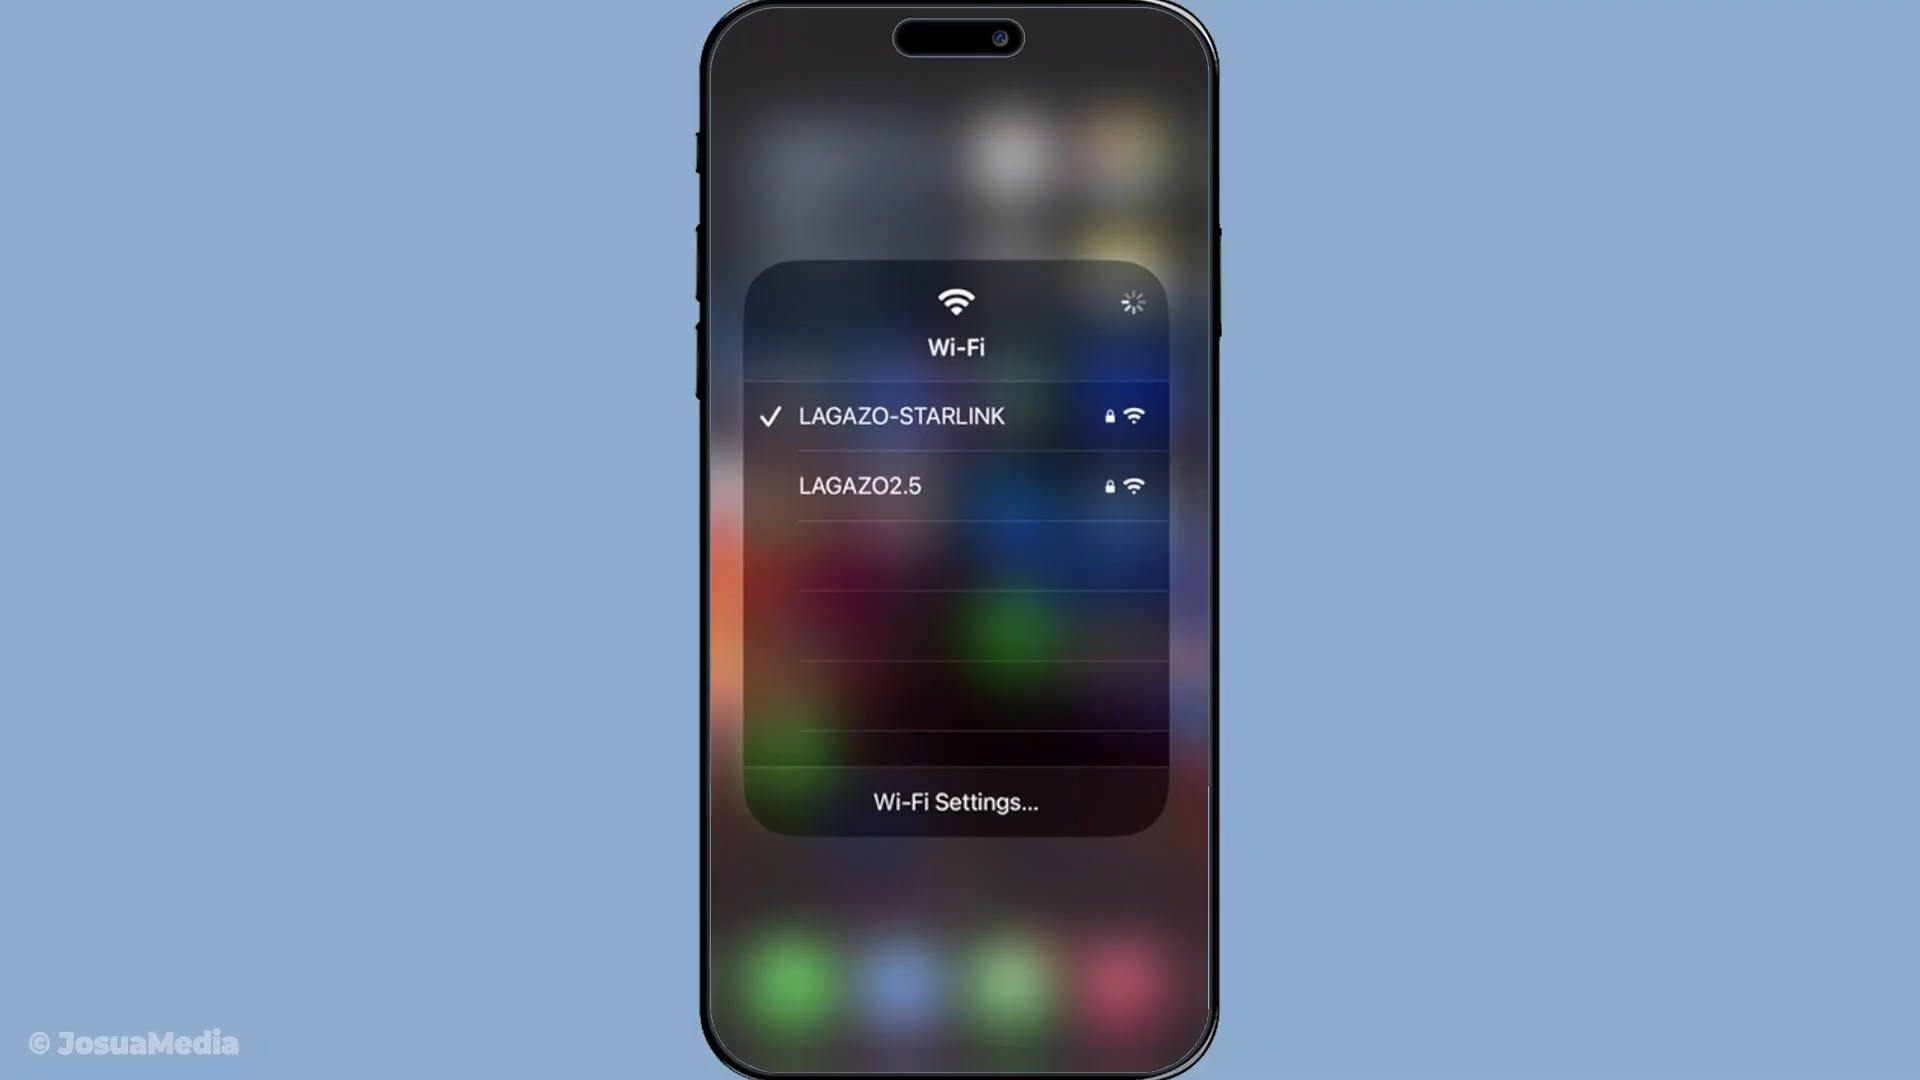 Wi-Fi
LAGAZO-STARLINK
LAGAZO2.5
Wi-Fi Settings...
© JosuaMedia